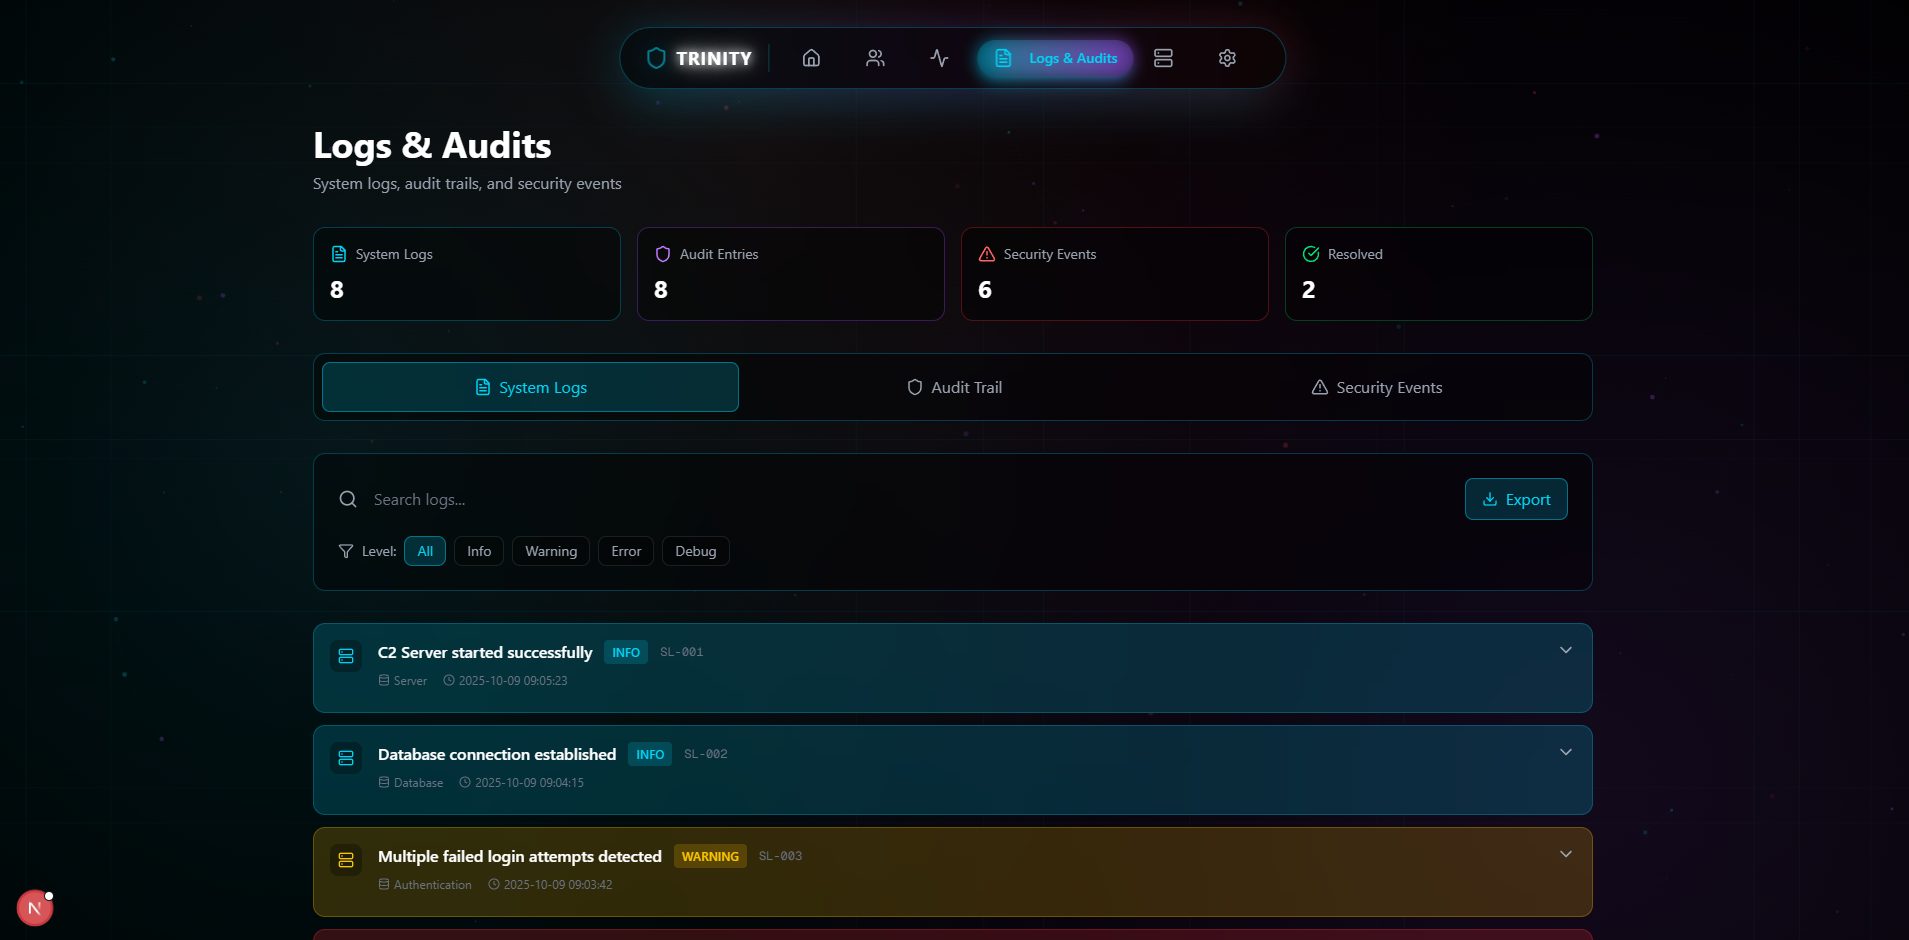 TRINITY
Logs & Audits
Logs & Audits
System logs, audit trails, and security events
System Logs
8
Audit Entries
8
Security Events
6
Resolved
2
System Logs
Audit Trail
Security Events
Search logs...
Export
Level:
All
Info
Warning
Error
Debug
C2 Server started successfully INFO SL-001
Server 2025-10-09 09:05:23
Database connection established INFO SL-002
Database 2025-10-09 09:04:15
Multiple failed login attempts detected WARNING SL-003
Authentication 2025-10-09 09:03:42
N